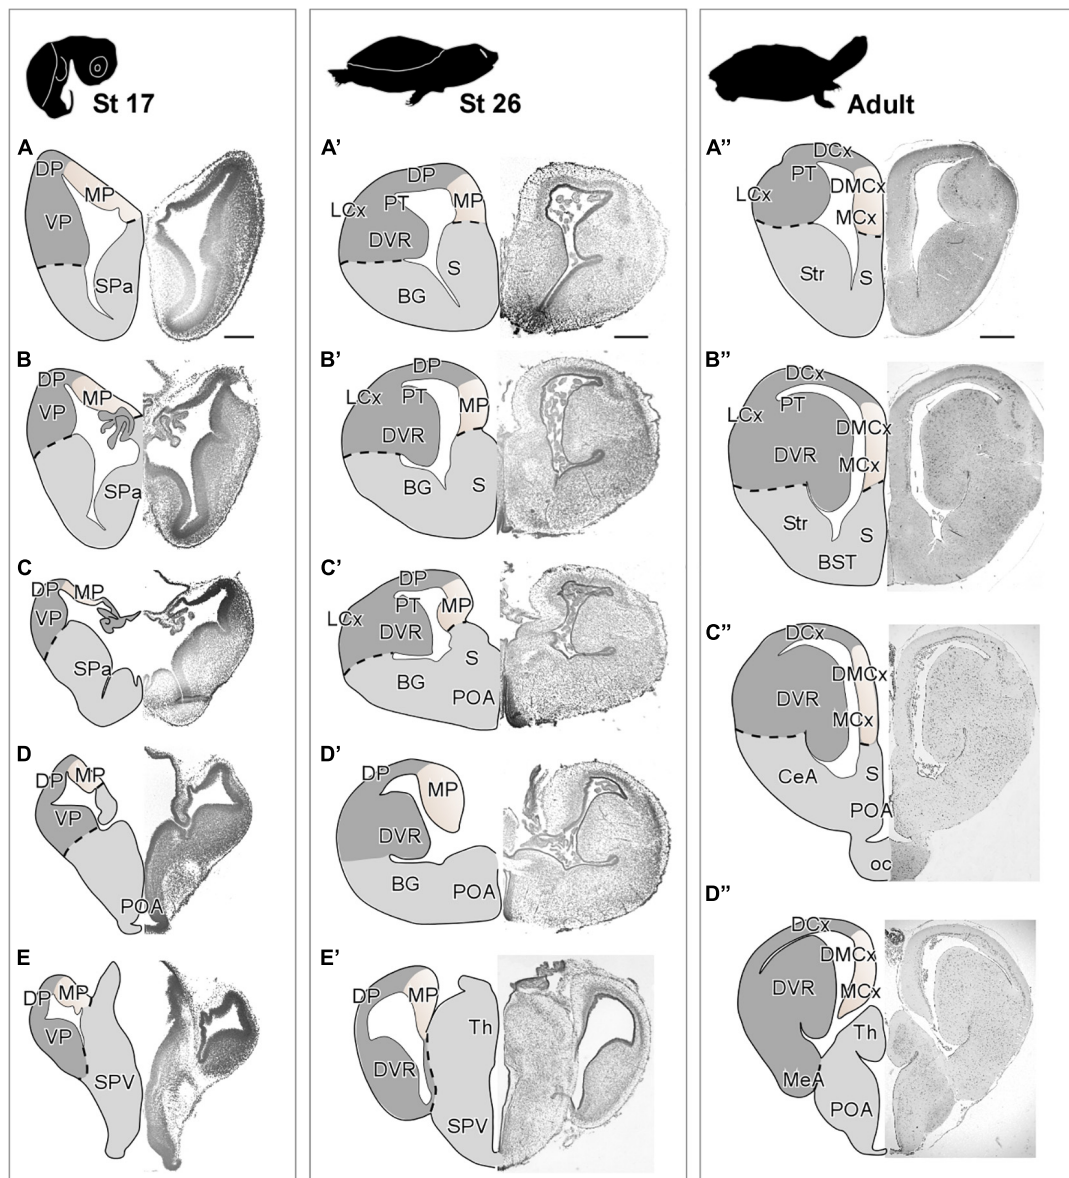 St 17
A
DP
MP
VP
SPa
B
DP
MP
VP
SPa
C
DP
MP
VP
SPa
D
DP
MP
VP
POA
E
DP
MP
VP
SPV
St 26
A’
DP
LCx
PT
MP
DVR
S
BG
B’
DP
LCx
PT
MP
DVR
BG
S
C’
DP
PT
MP
LCx
DVR
S
BG
POA
D’
DP
MP
DVR
BG
POA
E’
DP
MP
Th
DVR
SPV
Adult
A”
DCx
PT
DMCx
LCx
MCx
Str
S
B”
DCx
PT
LCx
DMCx
DVR
MCx
Str
S
BST
C”
DCx
DMCx
DVR
MCx
CeA
S
POA
oc
D”
DCx
DMCx
DVR
MCx
Th
MeA
POA